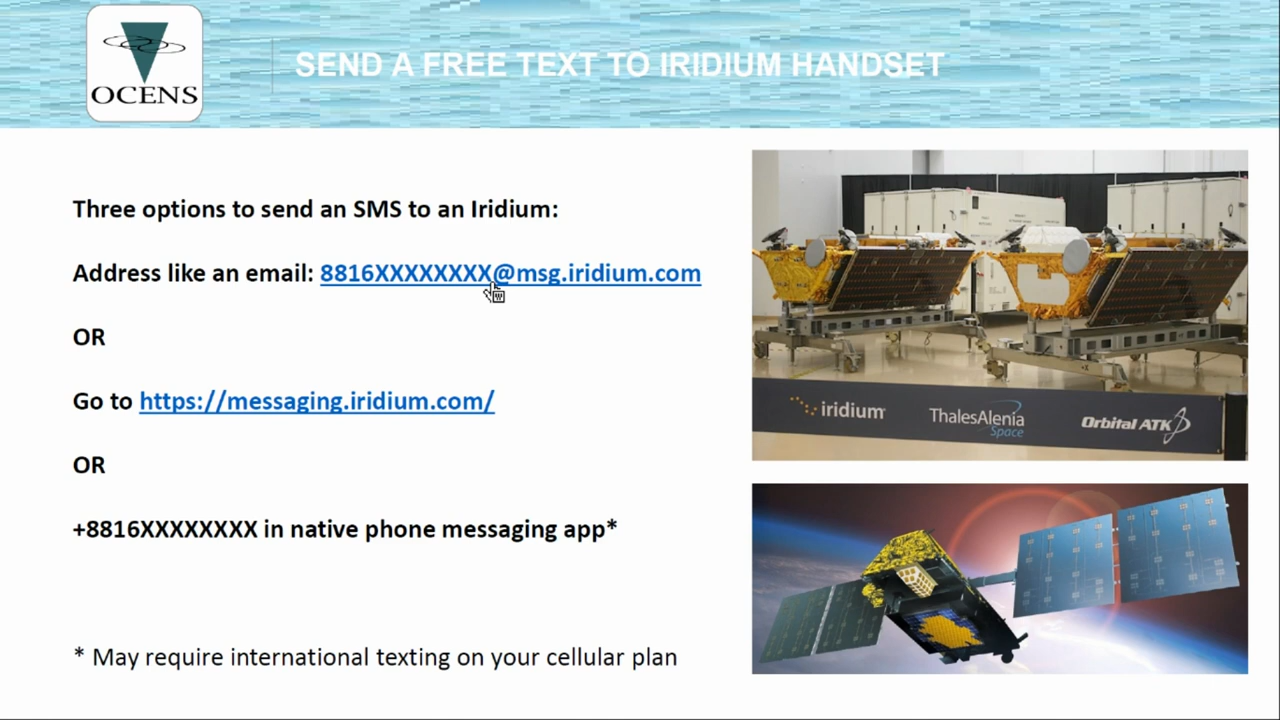 OCENS
SEND A FREE TEXT TO IRIDIUM HANDSET
Three options to send an SMS to an Iridium:
Address like an email: 8816XXXXXXXX@msg.iridium.com
OR
Go to https://messaging.iridium.com/
OR
+8816XXXXXXXX in native phone messaging app*
* May require international texting on your cellular plan
iridium
ThalesAlenia
Space
Orbital ATK